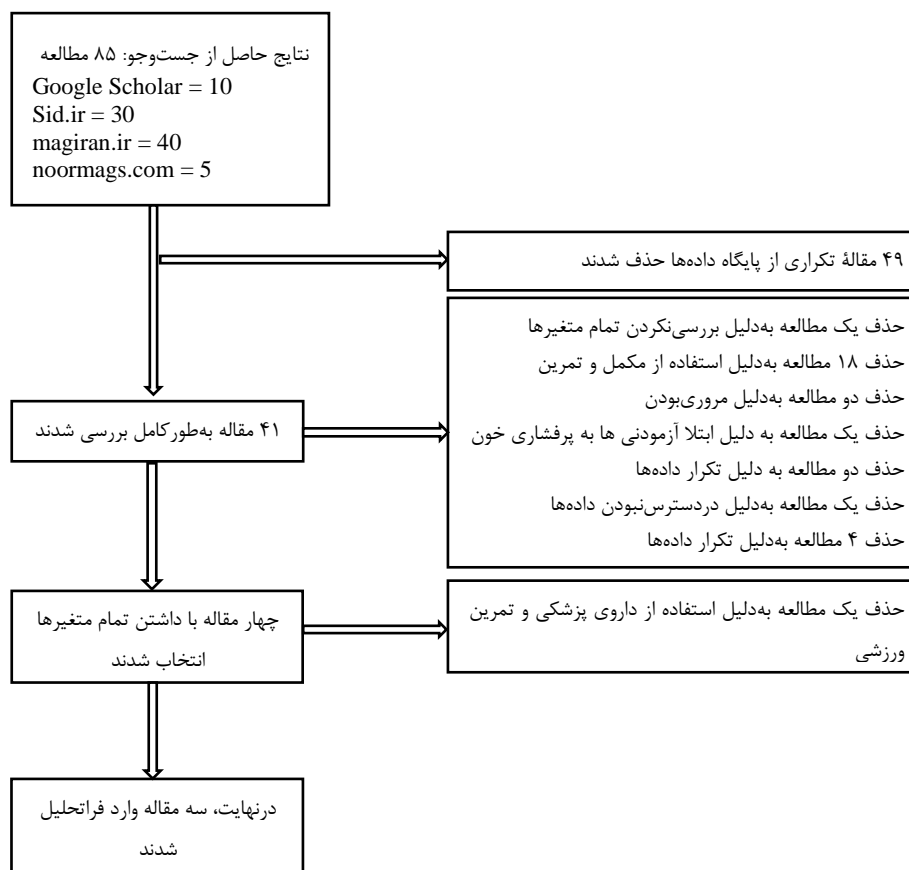 نتایج حاصل از جست‌وجو: ۸۵ مطالعه
Google Scholar = 10
Sid.ir = 30
magiran.ir = 40
noormags.com = 5
۴۹ مقالهٔ تکراری از پایگاه داده‌ها حذف شدند
حذف یک مطالعه به‌دلیل بررسی‌نکردن تمام متغیرها
حذف ۱۸ مطالعه به‌دلیل استفاده از مکمل و تمرین
حذف دو مطالعه به‌دلیل مروری‌بودن
حذف یک مطالعه به دلیل ابتلا آزمودنی ها به پرفشاری خون
حذف دو مطالعه به دلیل تکرار داده‌ها
حذف یک مطالعه به‌دلیل دردسترس‌نبودن داده‌ها
حذف ۴ مطالعه به‌دلیل تکرار داده‌ها
۴۱ مقاله به‌طورکامل بررسی شدند
چهار مقاله با داشتن تمام متغیرها
انتخاب شدند
حذف یک مطالعه به‌دلیل استفاده از داروی پزشکی و تمرین
ورزشی
درنهایت، سه مقاله وارد فراتحلیل
شدند